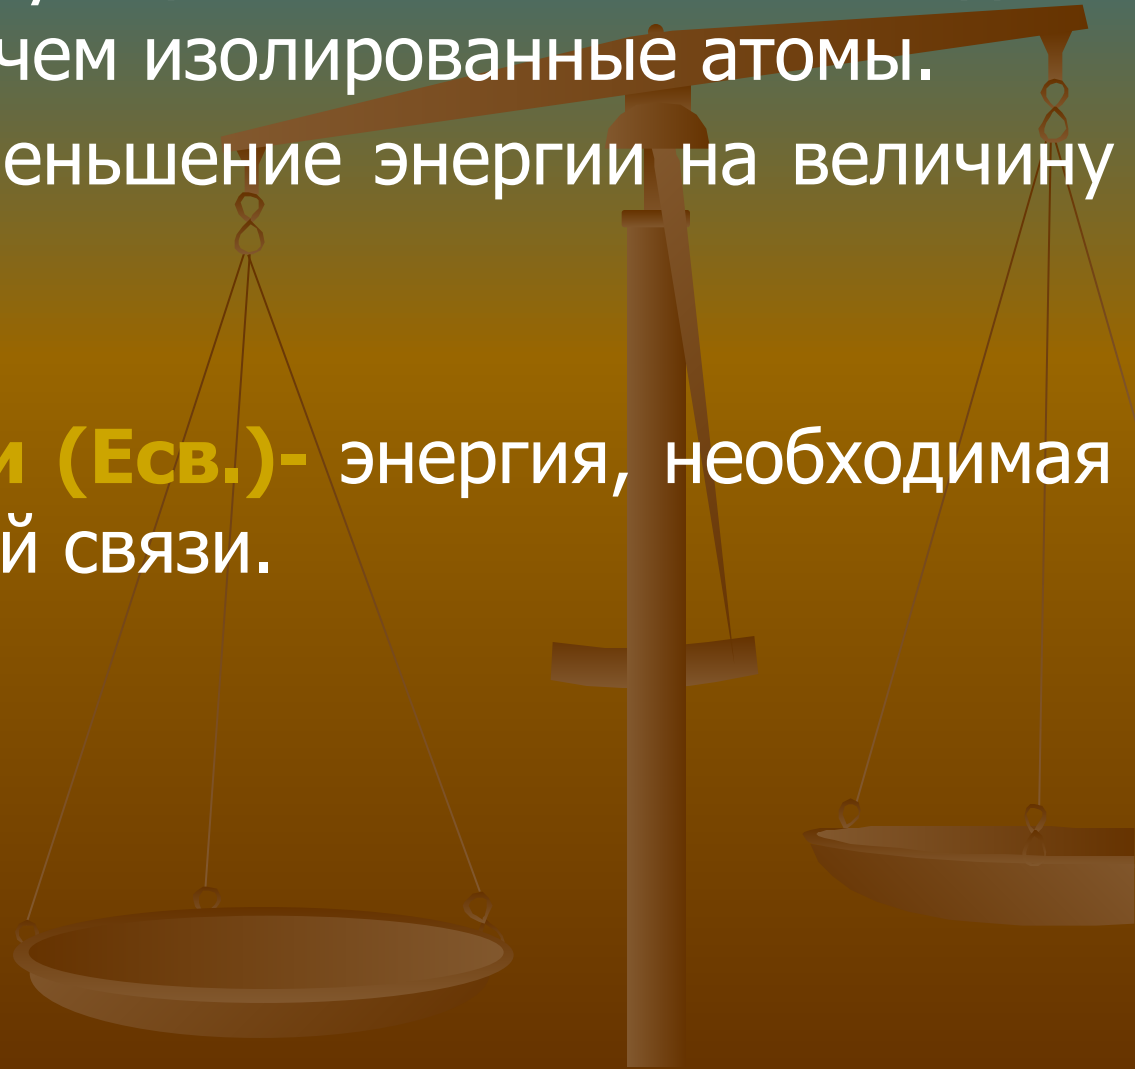 чем изолированные атомы.
еньшение энергии на величину
и (Есв.)- энергия, необходимая
й связи.